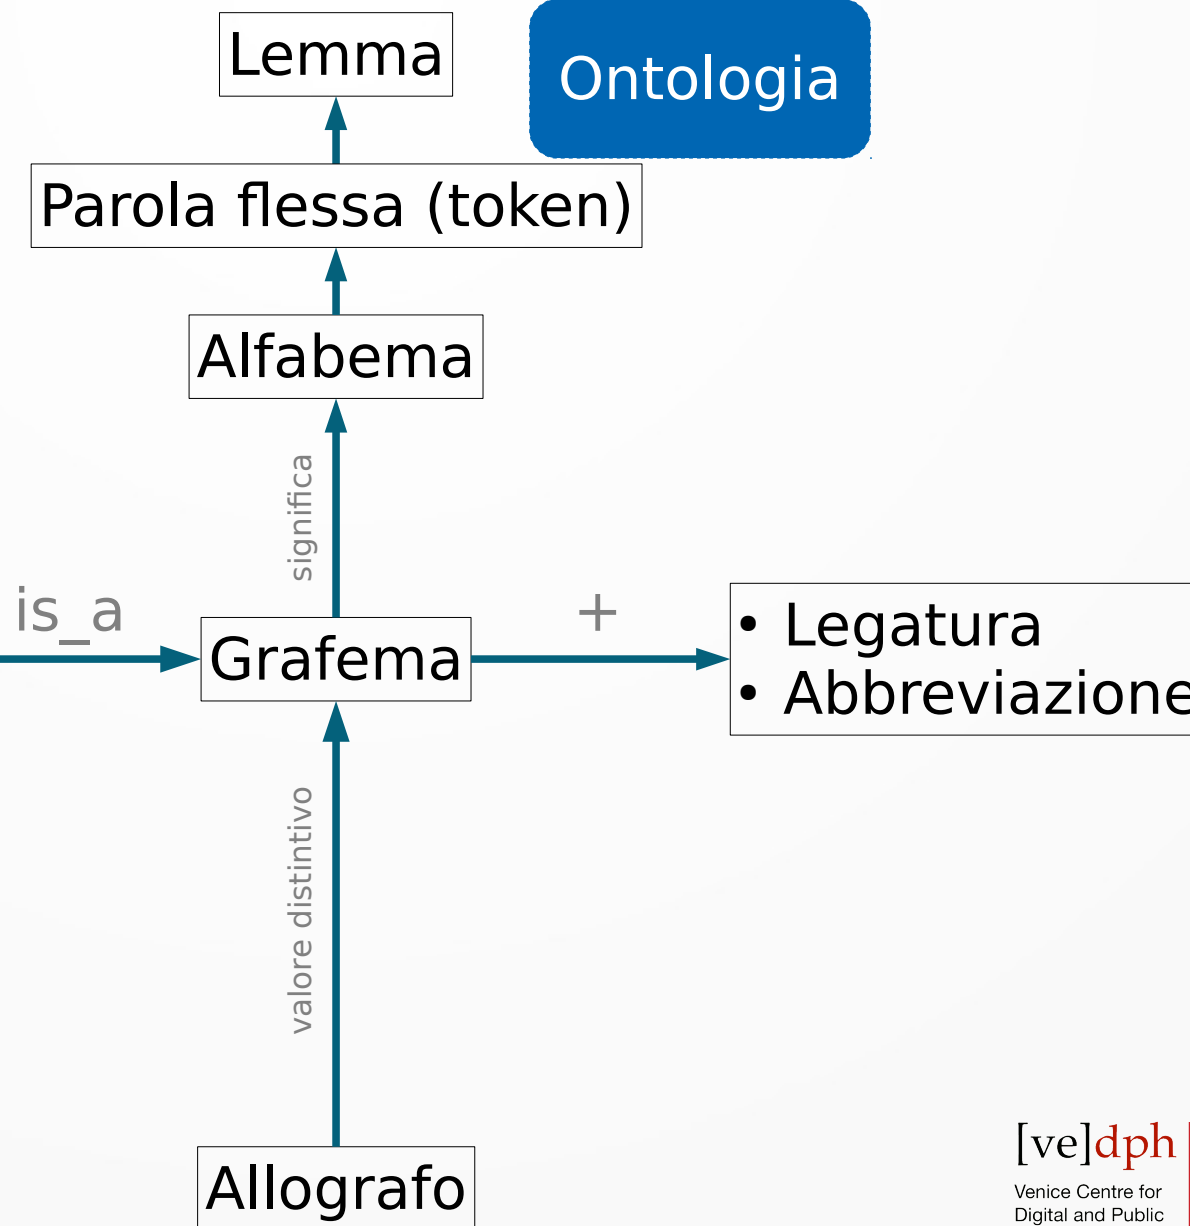 Lemma
Ontologia
Parola flessa (token)
Alfabema
significa
is_a
+
Grafema
• Legatura
• Abbreviazione
valore distintivo
Allografo
[ve]dph
Venice Centre for
Digital and Public